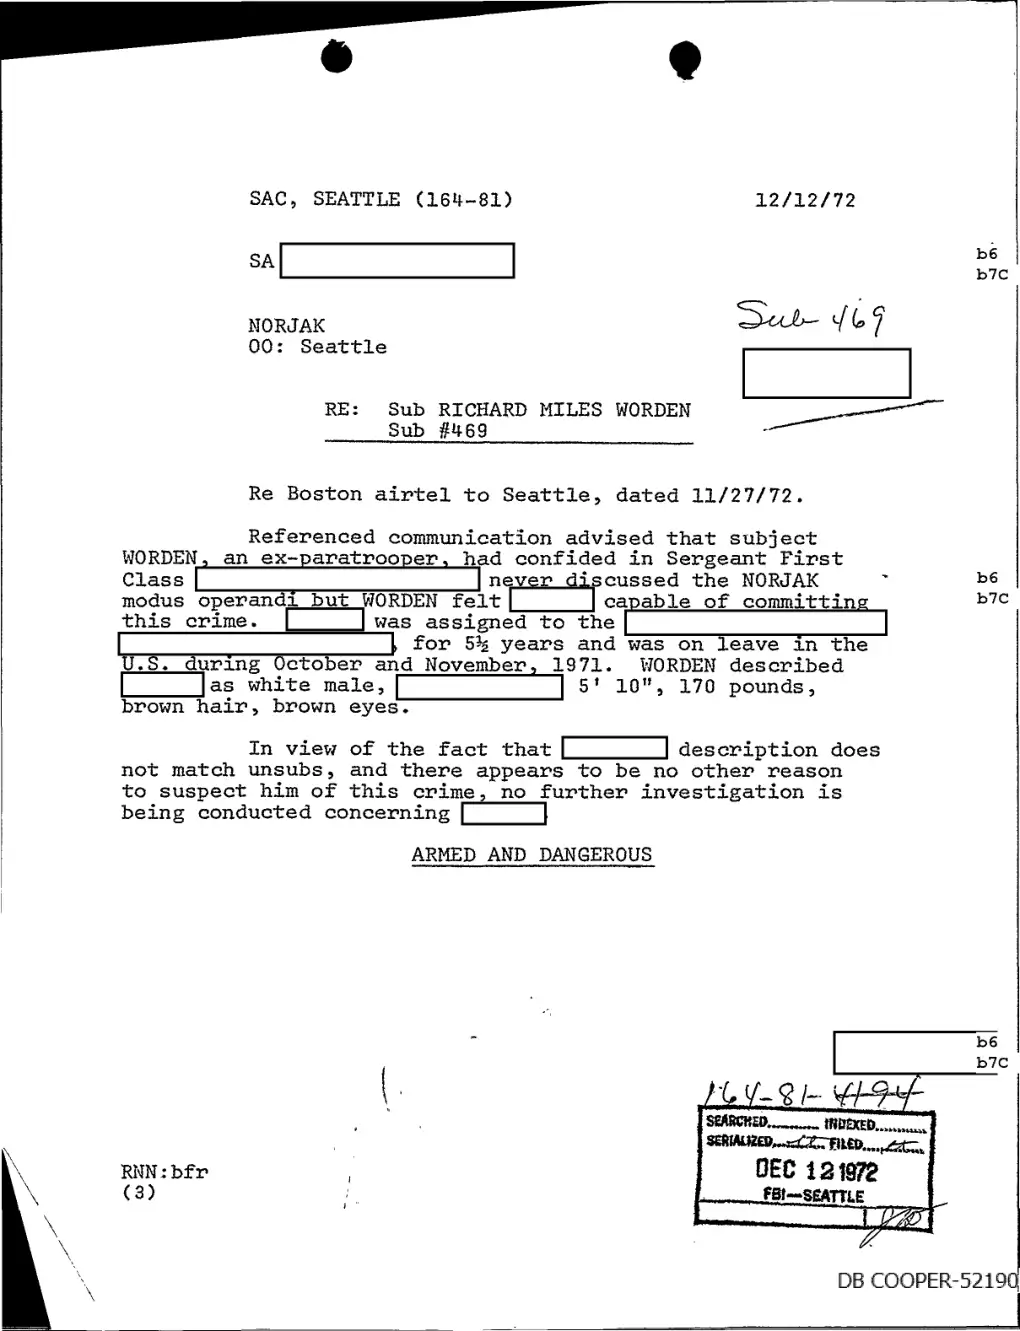 SAC, SEATTLE (164-81) 12/12/72
SA
b6
b7C
NORJAK
OO: Seattle
Sub 469
RE: Sub RICHARD MILES WORDEN
Sub #469
Re Boston airtel to Seattle, dated 11/27/72.
Referenced communication advised that subject
WORDEN, an ex-paratrooper, had confided in Sergeant First
Class never discussed the NORJAK
b6
modus operandi but WORDEN felt capable of committing
b7C
this crime. was assigned to the
, for 5½ years and was on leave in the
U.S. during October and November, 1971. WORDEN described
as white male, 5' 10", 170 pounds,
brown hair, brown eyes.
In view of the fact that description does
not match unsubs, and there appears to be no other reason
to suspect him of this crime, no further investigation is
being conducted concerning
ARMED AND DANGEROUS
b6
b7C
164-81-4194
SEARCHED INDEXED
SERIALIZED FILED
DEC 12 1972
FBI—SEATTLE
RNN:bfr
(3)
DB COOPER-52190